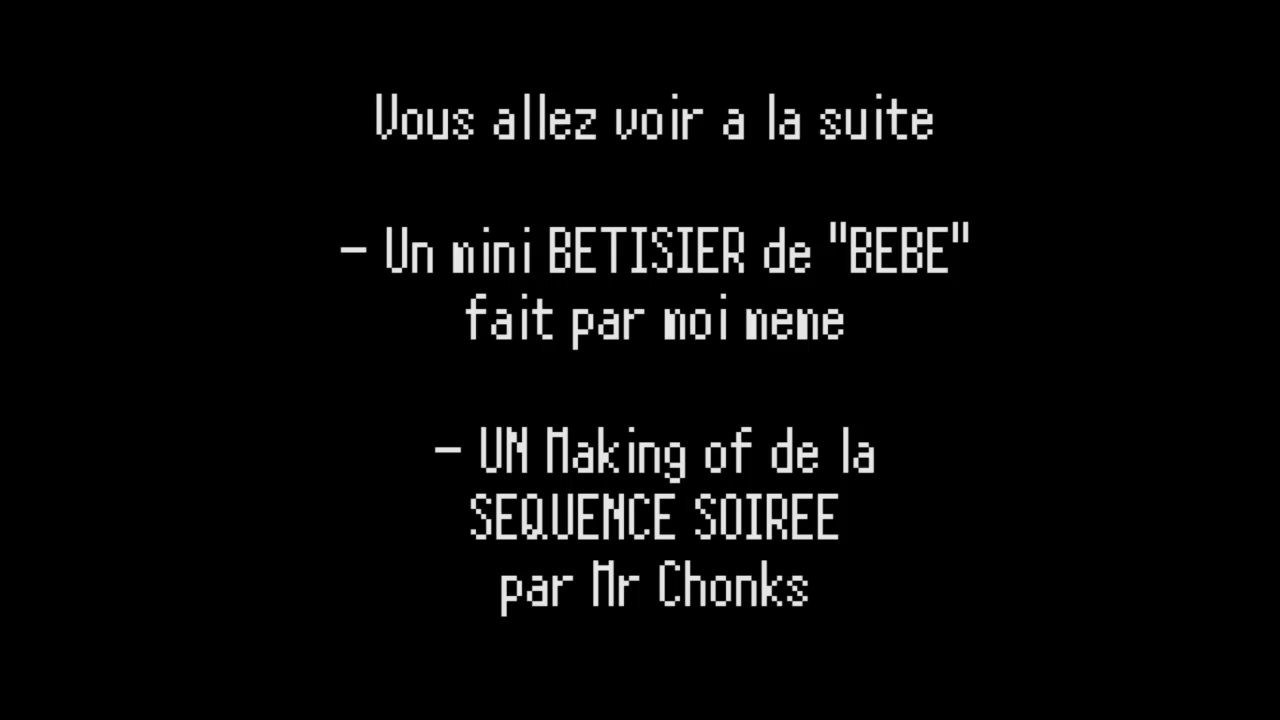 Vous allez voir a la suite
- Un mini BETISIER de "BEBE"
fait par moi meme
- UN Making of de la
SEQUENCE SOIREE
par Mr Chonks